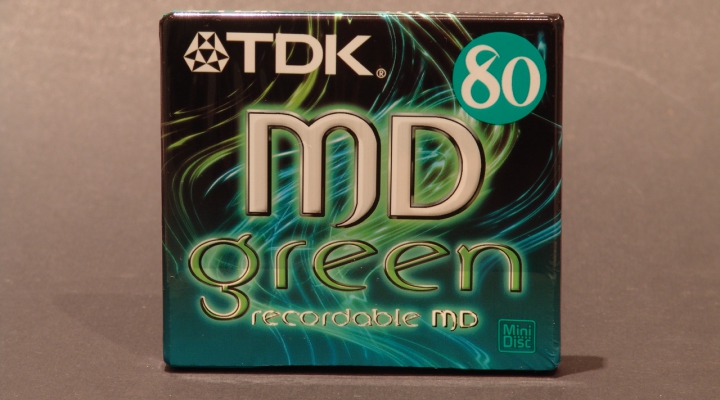 TDK®
80
MD
green
recordable MD
Mini
Disc